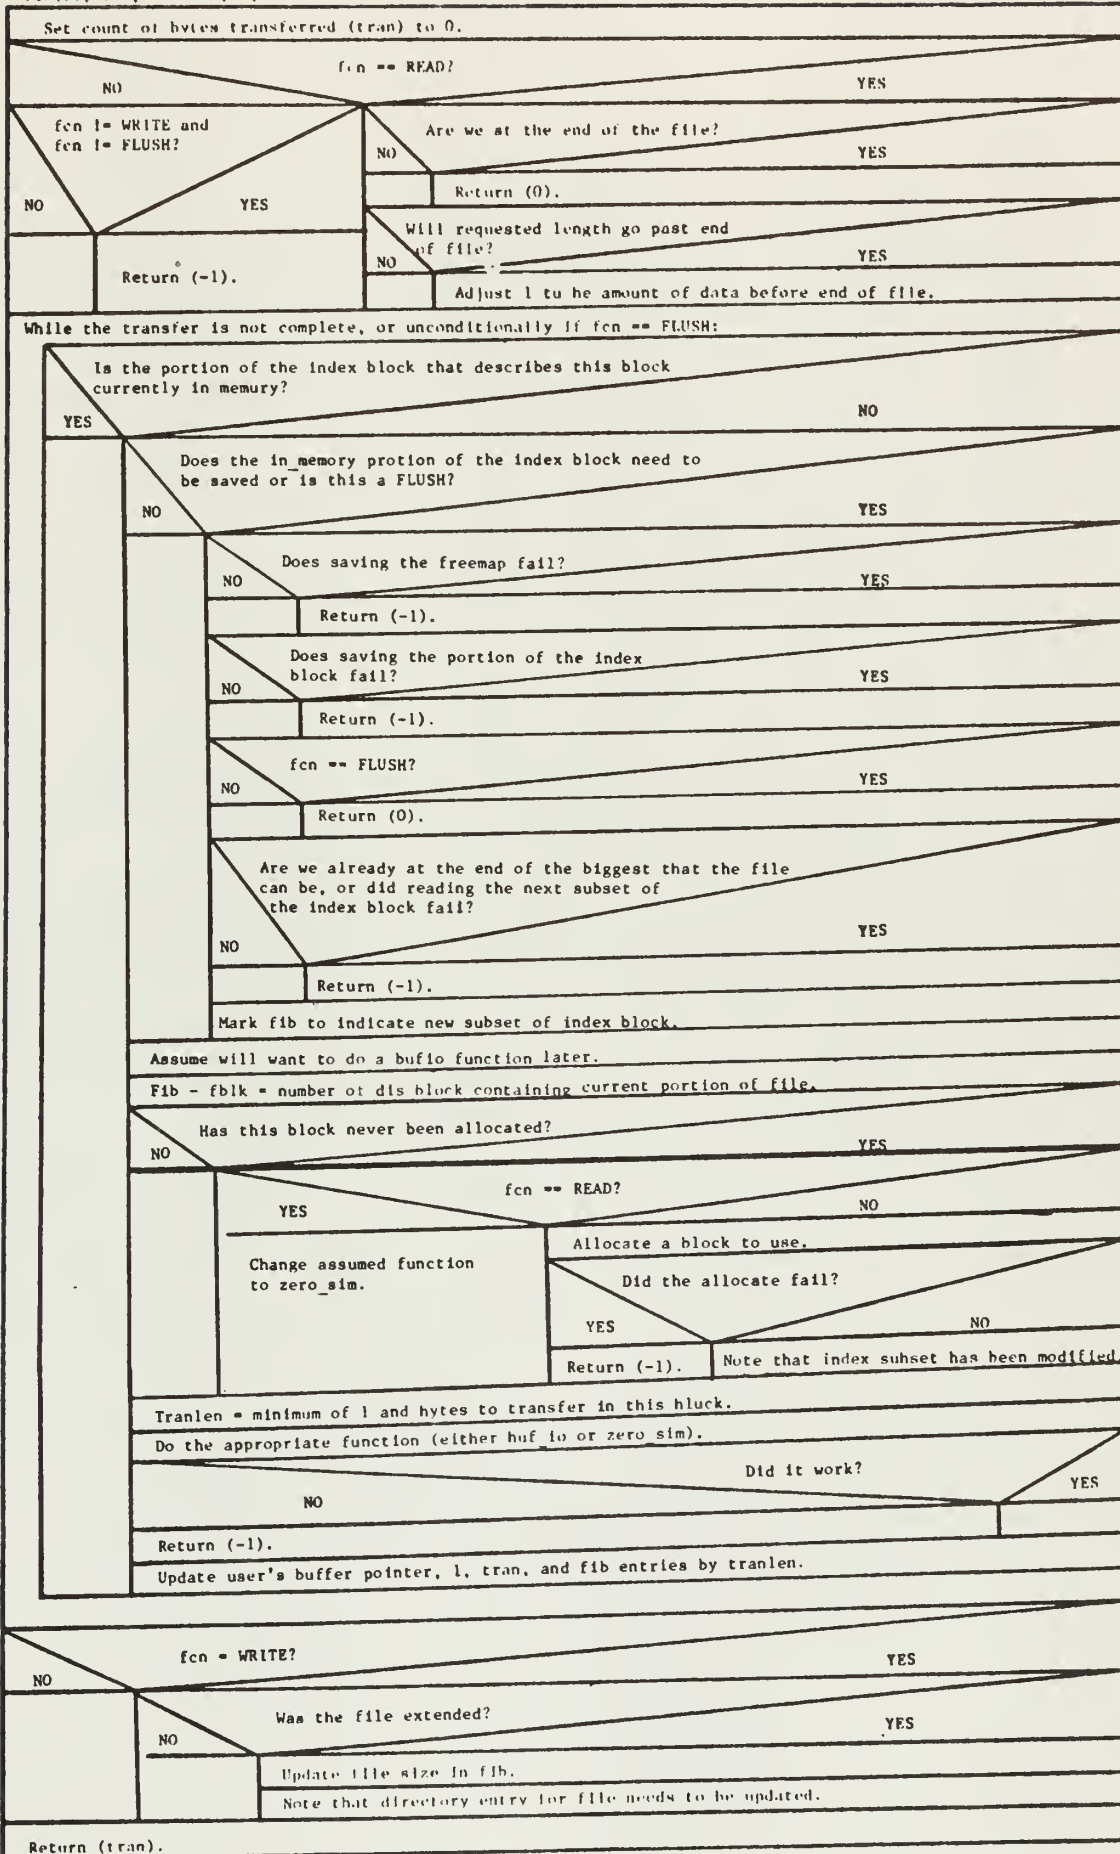 Set count of bytes transferred (tran) to 0.
fcn == READ?
NO
YES
fcn != WRITE and
fcn != FLUSH?
Are we at the end of the file?
NO
YES
Return (0).
NO
YES
Will requested length go past end
of file?
NO
YES
Return (-1).
Adjust l to be amount of data before end of file.
While the transfer is not complete, or unconditionally if fcn == FLUSH:
Is the portion of the index block that describes this block
currently in memury?
YES
NO
Does the in_memory protion of the index block need to
be saved or is this a FLUSH?
NO
YES
Does saving the freemap fail?
NO
YES
Return (-1).
Does saving the portion of the index
block fail?
NO
YES
Return (-1).
fcn == FLUSH?
NO
YES
Return (0).
Are we already at the end of the biggest that the file
can be, or did reading the next subset of
the index block fail?
NO
YES
Return (-1).
Mark fib to indicate new subset of index block.
Assume will want to do a bufio function later.
Fib - fblk = number of dis block containing current portion of file.
Has this block never been allocated?
NO
YES
fcn == READ?
YES
NO
Allocate a block to use.
Change assumed function
to zero_sim.
Did the allocate fail?
YES
NO
Return (-1).
Note that index subset has been modified
Tranlen = minimum of l and bytes to transfer in this block.
Do the appropriate function (either buf_io or zero_sim).
Did it work?
NO
YES
Return (-1).
Update user's buffer pointer, l, tran, and fib entries by tranlen.
fcn = WRITE?
NO
YES
Was the file extended?
NO
YES
Update file size in fib.
Note that directory entry for file needs to be updated.
Return (tran).